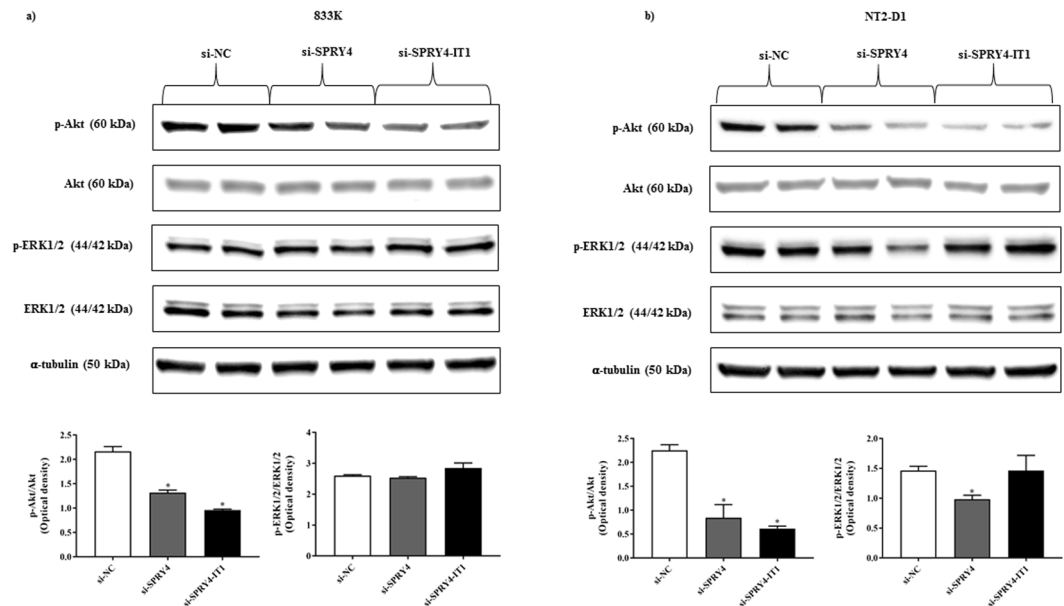 a)
833K
si-NC
si-SPRY4
si-SPRY4-IT1
p-Akt (60 kDa)
Akt (60 kDa)
p-ERK1/2 (44/42 kDa)
ERK1/2 (44/42 kDa)
α-tubulin (50 kDa)
p-Akt/Akt
(Optical density)
2.5
2.0
1.5
1.0
0.5
0.0
*
*
si-NC
si-SPRY4
si-SPRY4-IT1
p-ERK1/2/ERK1/2
(Optical density)
4
3
2
1
0
si-NC
si-SPRY4
si-SPRY4-IT1
b)
NT2-D1
si-NC
si-SPRY4
si-SPRY4-IT1
p-Akt (60 kDa)
Akt (60 kDa)
p-ERK1/2 (44/42 kDa)
ERK1/2 (44/42 kDa)
α-tubulin (50 kDa)
p-Akt/Akt
(Optical density)
2.5
2.0
1.5
1.0
0.5
0.0
*
*
si-NC
si-SPRY4
si-SPRY4-IT1
p-ERK1/2/ERK1/2
(Optical density)
2.0
1.5
1.0
0.5
0.0
*
si-NC
si-SPRY4
si-SPRY4-IT1